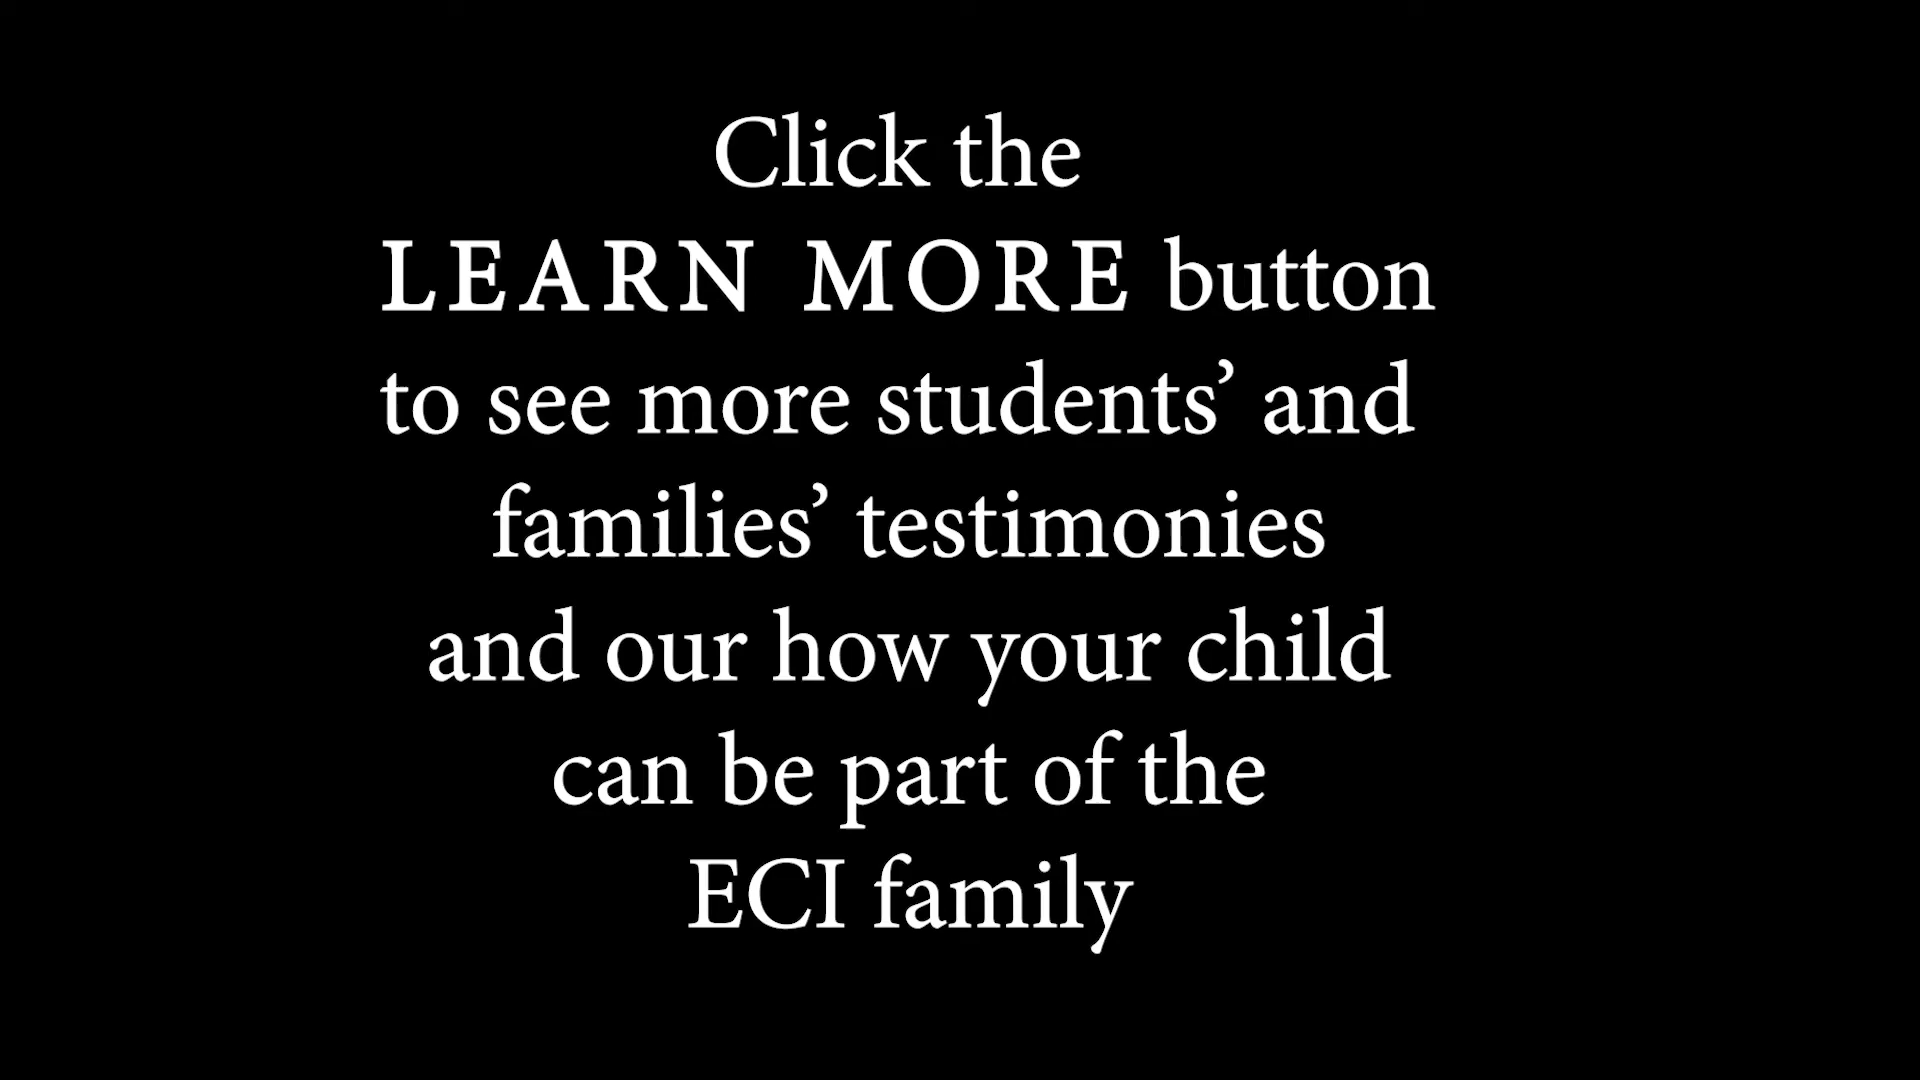 Click the
LEARN MORE button
to see more students’ and
families’ testimonies
and our how your child
can be part of the
ECI family